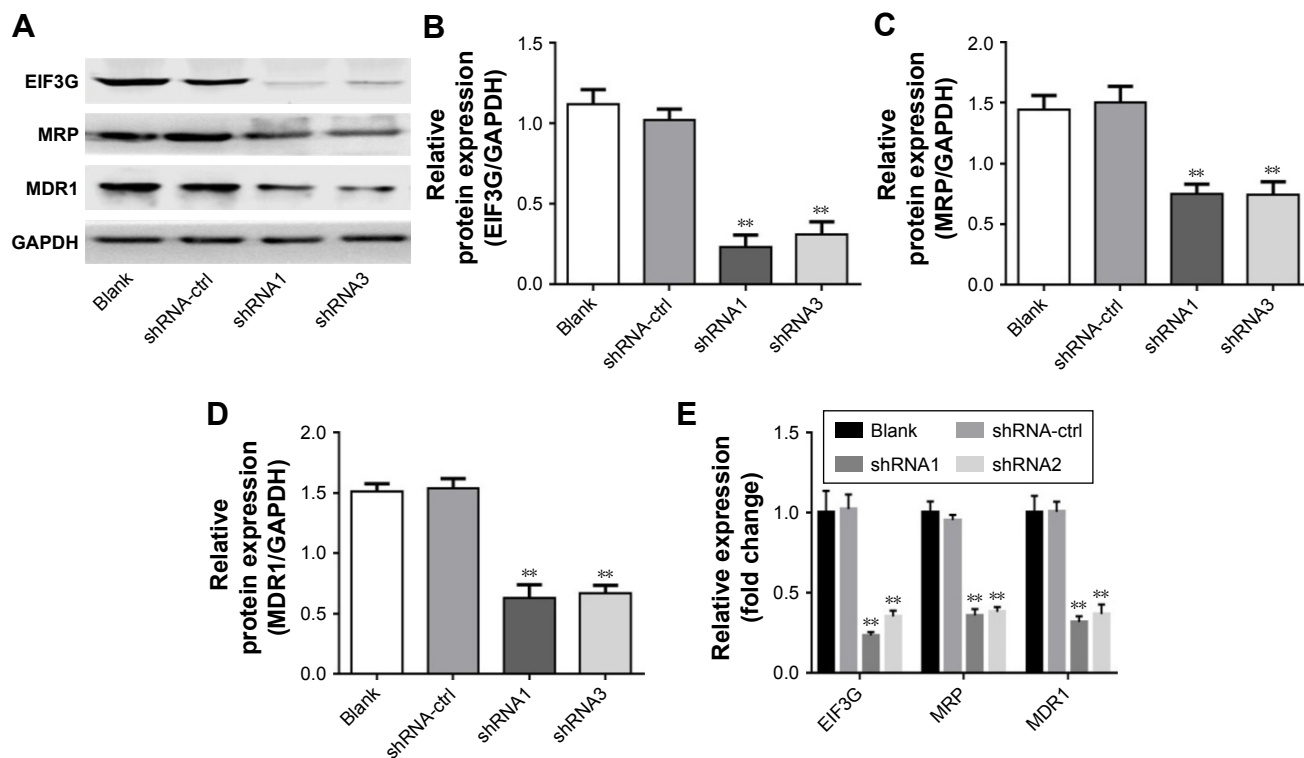 A
EIF3G
MRP
MDR1
GAPDH
Blank
shRNA-ctrl
shRNA1
shRNA3
B
Relative
protein expression
(EIF3G/GAPDH)
1.5
1.0
0.5
0.0
**
**
Blank
shRNA-ctrl
shRNA1
shRNA3
C
Relative
protein expression
(MRP/GAPDH)
2.0
1.5
1.0
0.5
0.0
**
**
Blank
shRNA-ctrl
shRNA1
shRNA3
D
Relative
protein expression
(MDR1/GAPDH)
2.0
1.5
1.0
0.5
0.0
**
**
Blank
shRNA-ctrl
shRNA1
shRNA3
E
Relative expression
(fold change)
Blank
shRNA-ctrl
shRNA1
shRNA2
1.5
1.0
0.5
0.0
**
**
**
**
**
**
EIF3G
MRP
MDR1